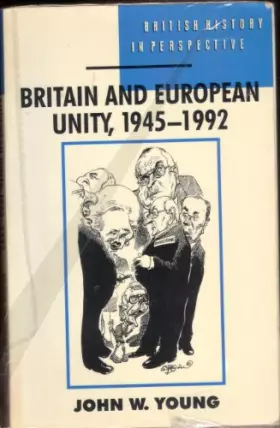 BRITISH HISTORY
IN PERSPECTIVE
BRITAIN AND EUROPEAN
UNITY, 1945–1992
JOHN W. YOUNG